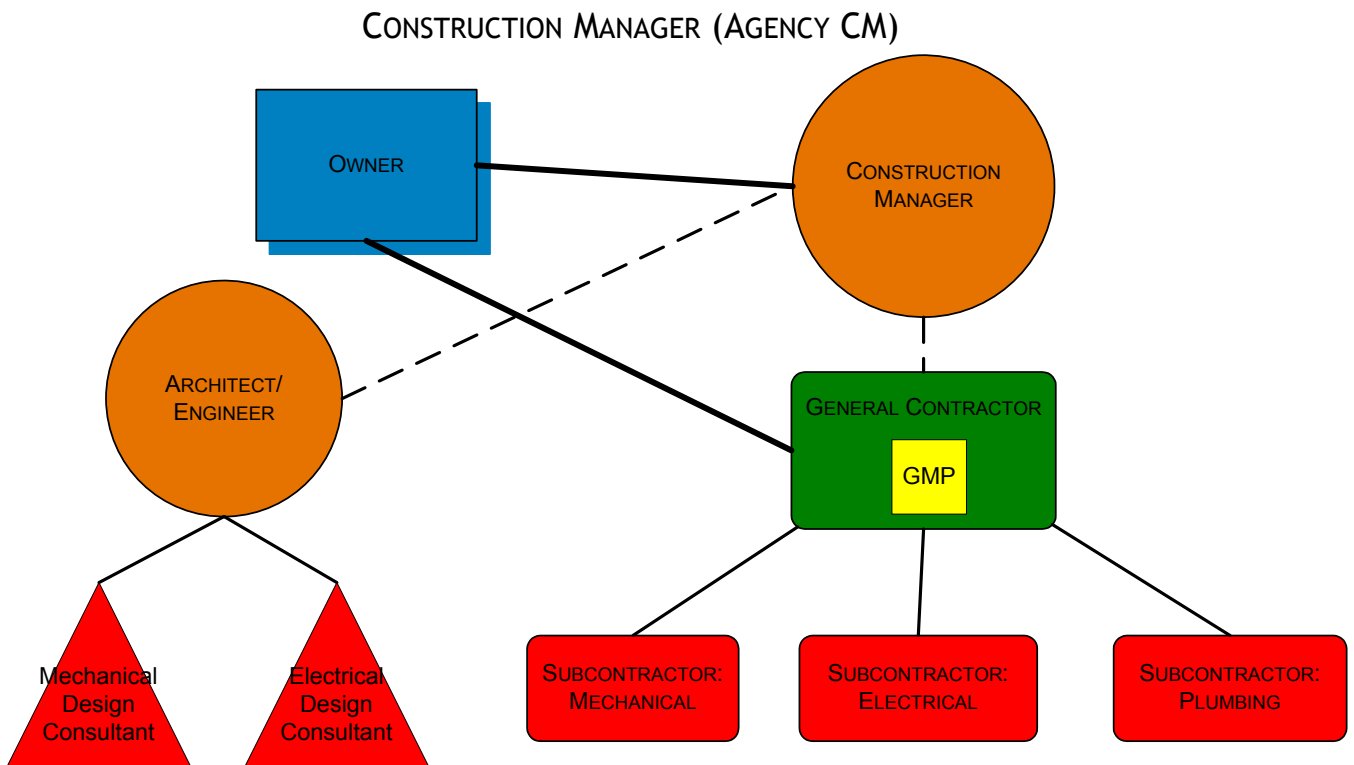 CONSTRUCTION MANAGER (AGENCY CM)
OWNER
CONSTRUCTION
MANAGER
ARCHITECT/
ENGINEER
GENERAL CONTRACTOR
GMP
Mechanical
Design
Consultant
Electrical
Design
Consultant
SUBCONTRACTOR:
MECHANICAL
SUBCONTRACTOR:
ELECTRICAL
SUBCONTRACTOR:
PLUMBING